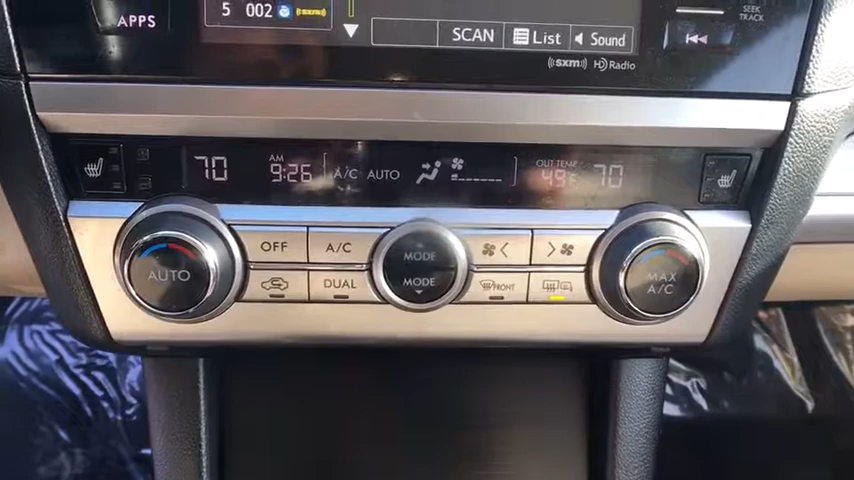 APPS
5 002 ((sxm))
SCAN List Sound
((sxm)) HD Radio
SEEK
TRACK
70 AM 9:26 A/C AUTO OUT TEMP 49°F 70
OFF A/C MODE
AUTO DUAL MODE FRONT MAX
A/C